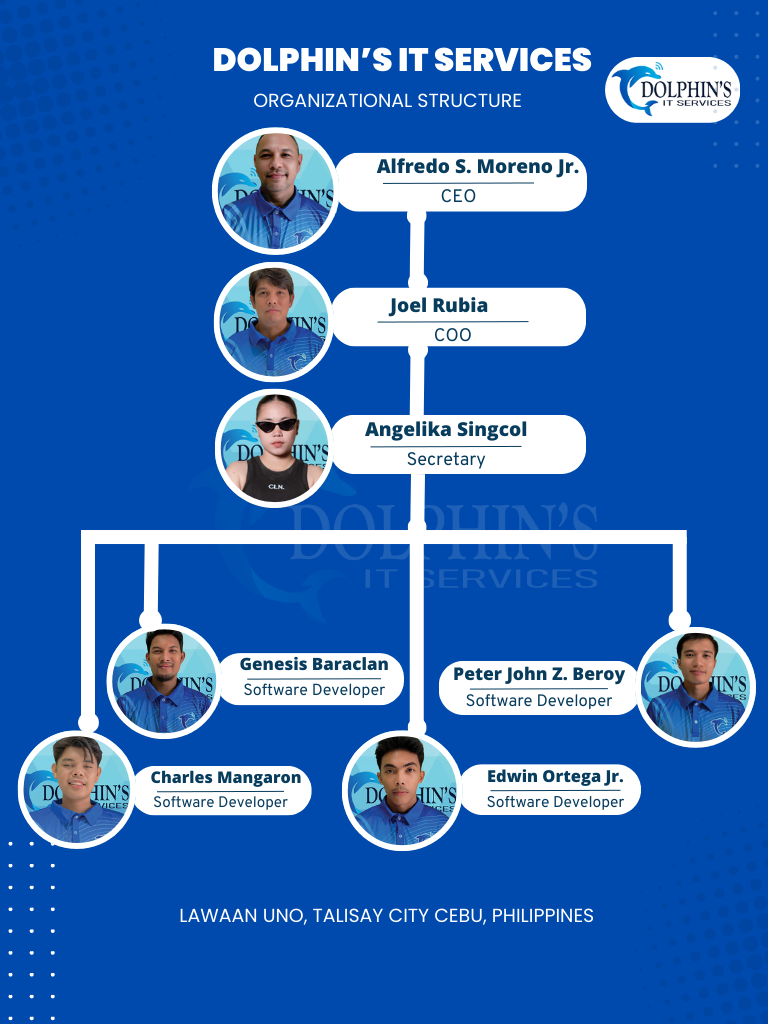 DOLPHIN’S IT SERVICES
ORGANIZATIONAL STRUCTURE
DOLPHIN'S
IT SERVICES
Alfredo S. Moreno Jr.
CEO
Joel Rubia
COO
Angelika Singcol
Secretary
CLN.
DOLPHIN'S
IT SERVICES
Genesis Baraclan
Software Developer
Peter John Z. Beroy
Software Developer
Charles Mangaron
Software Developer
Edwin Ortega Jr.
Software Developer
LAWAAN UNO, TALISAY CITY CEBU, PHILIPPINES